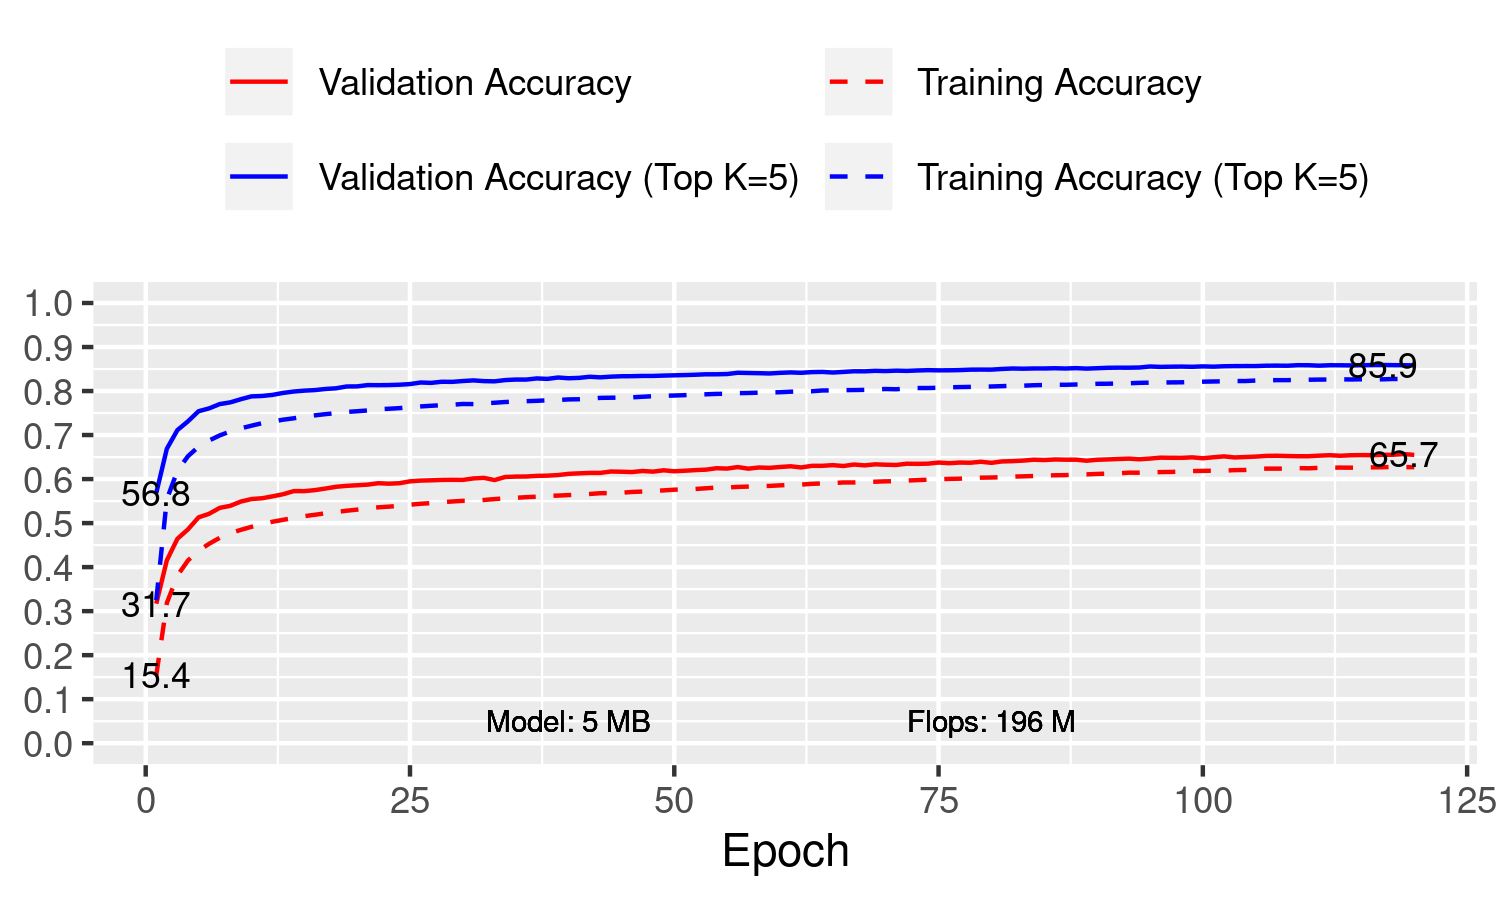 Validation Accuracy
Training Accuracy
Validation Accuracy (Top K=5)
Training Accuracy (Top K=5)
1.0
0.9
0.8
0.7
0.6
0.5
0.4
0.3
0.2
0.1
0.0
85.9
65.7
56.8
31.7
15.4
Model: 5 MB
Flops: 196 M
0 25 50 75 100 125
Epoch